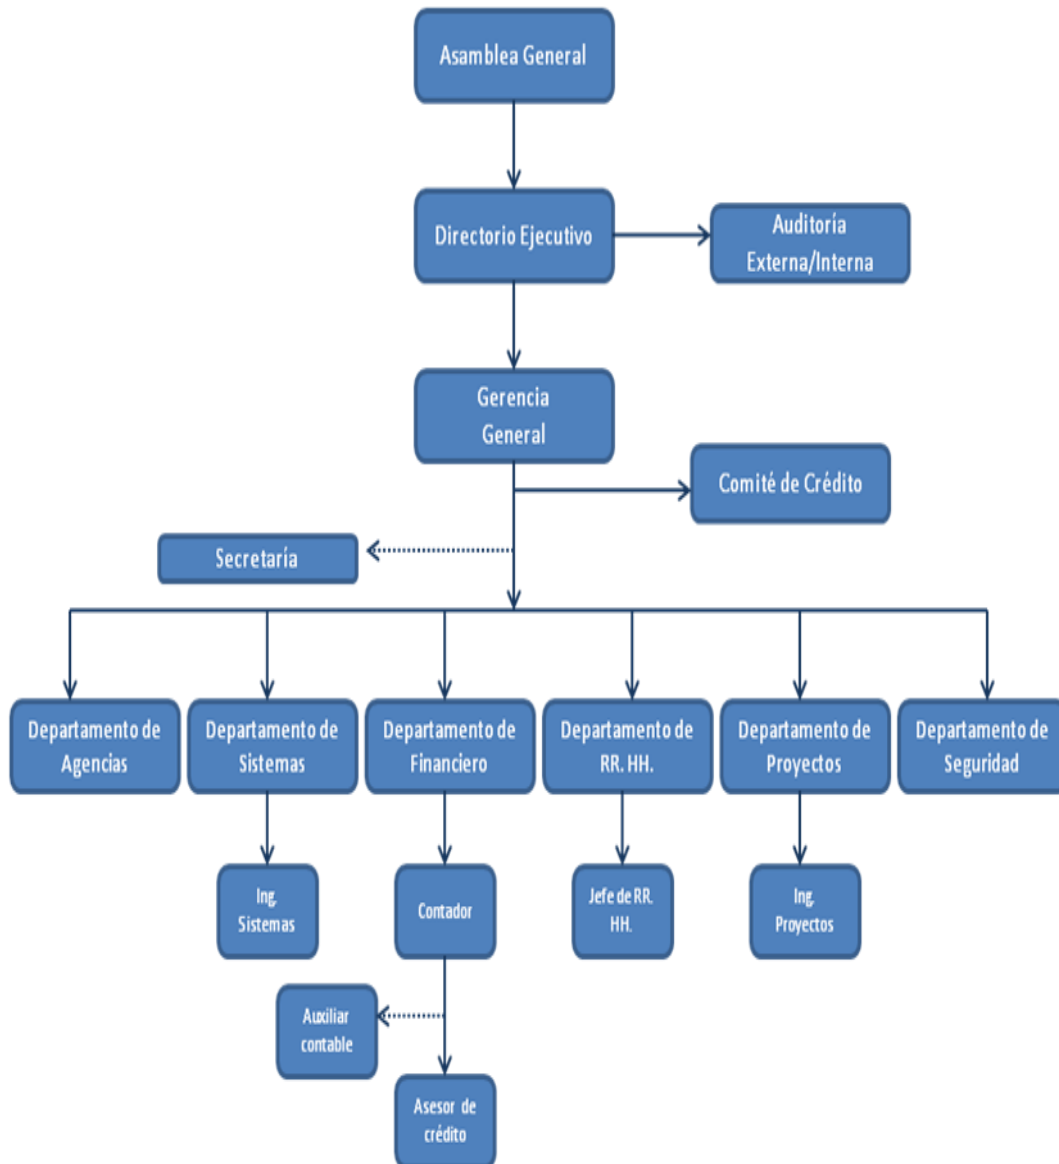 Asamblea General
Directorio Ejecutivo
Auditoría
Externa/Interna
Gerencia
General
Comité de Crédito
Secretaría
Departamento de
Agencias
Departamento de
Sistemas
Departamento de
Financiero
Departamento de
RR. HH.
Departamento de
Proyectos
Departamento de
Seguridad
Ing.
Sistemas
Contador
Jefe de RR.
HH.
Ing.
Proyectos
Auxiliar
contable
Asesor de
crédito